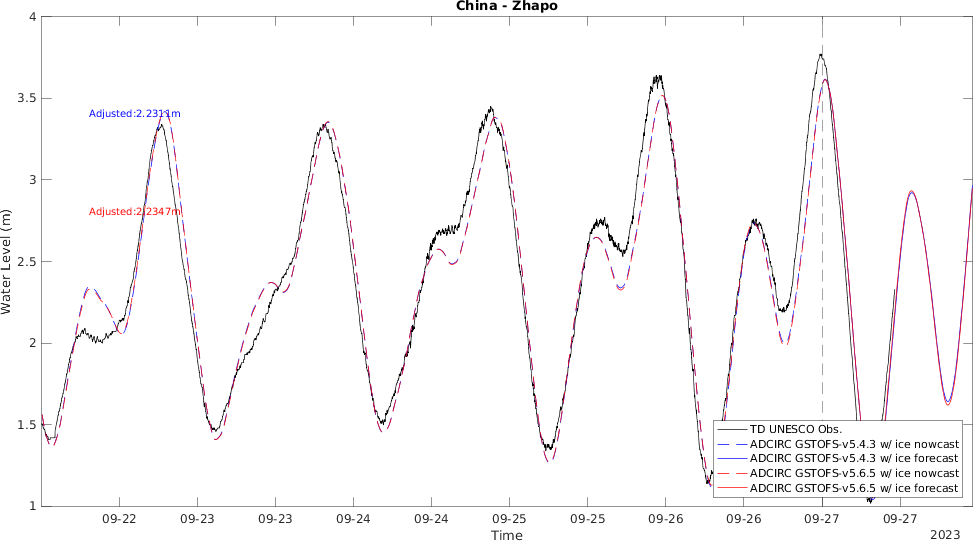 China - Zhapo
Water Level (m)
4
3.5
3
2.5
2
1.5
1
Adjusted:2.2311m
Adjusted:2.2347m
TD UNESCO Obs.
ADCIRC GSTOFS-v5.4.3 w/ ice nowcast
ADCIRC GSTOFS-v5.4.3 w/ ice forecast
ADCIRC GSTOFS-v5.6.5 w/ ice nowcast
ADCIRC GSTOFS-v5.6.5 w/ ice forecast
09-22 09-23 09-23 09-24 09-24 09-25 09-25 09-26 09-26 09-27 09-27
Time
2023